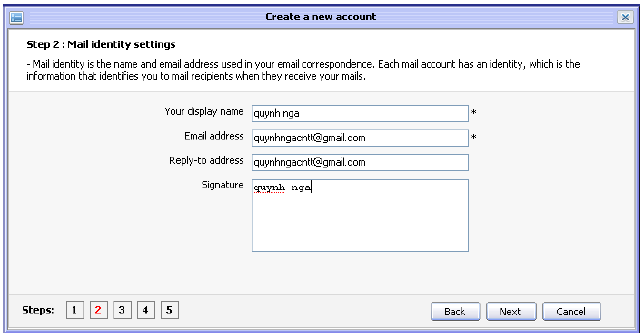 Create a new account
Step 2 : Mail identity settings
- Mail identity is the name and email address used in your email correspondence. Each mail account has an identity, which is the
information that identifies you to mail recipients when they receive your mails.
Your display name quynh nga *
Email address quynhngacntt@gmail.com *
Reply-to address quynhngacntt@gmail.com
Signature quynh nga
Steps: 1 2 3 4 5 Back Next Cancel